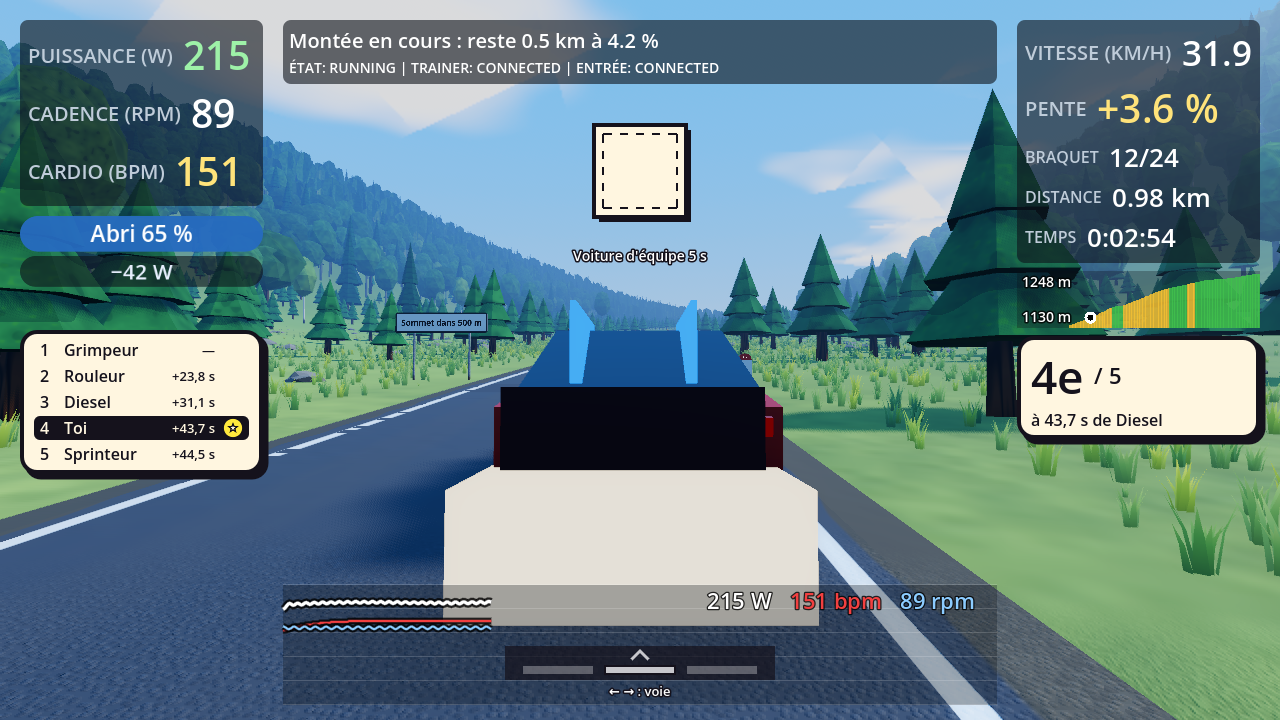 PUISSANCE (W) 215
CADENCE (RPM) 89
CARDIO (BPM) 151
Abri 65 %
−42 W
Montée en cours : reste 0.5 km à 4.2 %
ÉTAT: RUNNING | TRAINER: CONNECTED | ENTRÉE: CONNECTED
VITESSE (KM/H) 31.9
PENTE +3.6 %
BRAQUET 12/24
DISTANCE 0.98 km
TEMPS 0:02:54
1248 m
1130 m
Voiture d'équipe 5 s
Sommet dans 500 m
1 Grimpeur —
2 Rouleur +23,8 s
3 Diesel +31,1 s
4 Toi +43,7 s
5 Sprinteur +44,5 s
4e / 5
à 43,7 s de Diesel
215 W 151 bpm 89 rpm
← → : voie